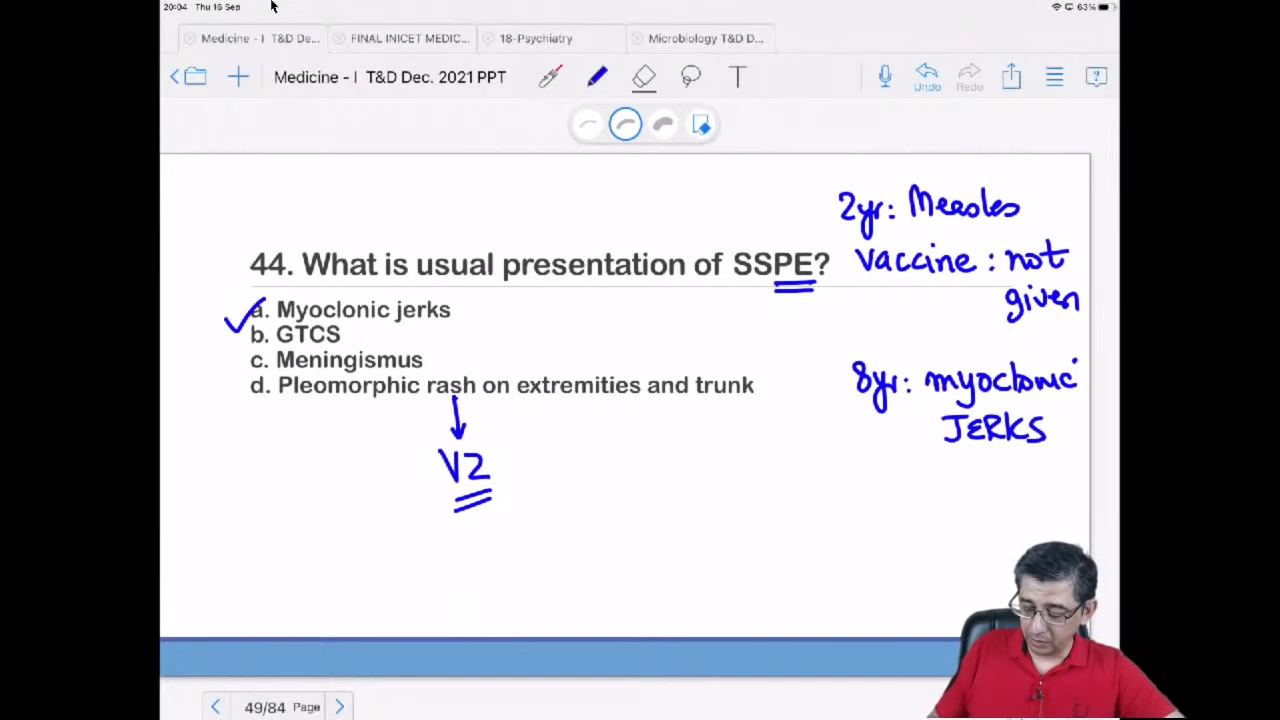 20:04 Thu 16 Sep
63%
Medicine - I T&D De...
FINAL INICET MEDIC...
18-Psychiatry
Microbiology T&D D...
Medicine - I T&D Dec. 2021 PPT
T
Undo
Redo
?
2yr: Measles
Vaccine : not
given
44. What is usual presentation of SSPE?
a. Myoclonic jerks
b. GTCS
c. Meningismus
d. Pleomorphic rash on extremities and trunk
8yr: myoclonic
JERKS
VZ
49/84 Page